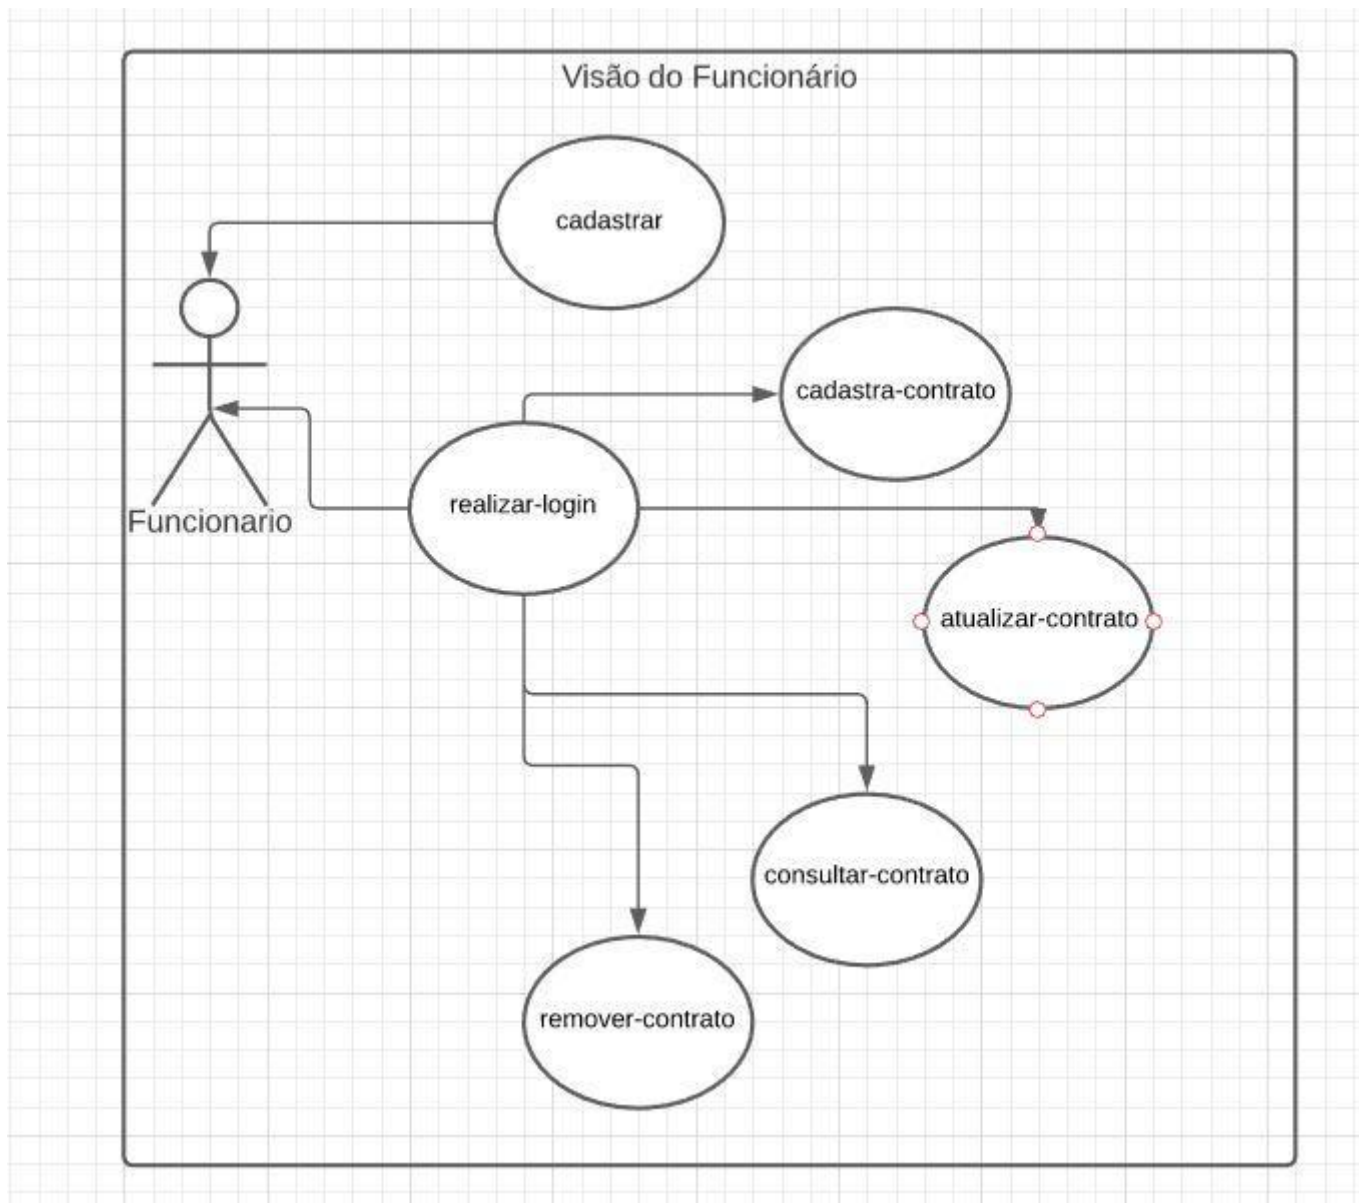 Visão do Funcionário
cadastrar
cadastra-contrato
realizar-login
Funcionario
atualizar-contrato
consultar-contrato
remover-contrato